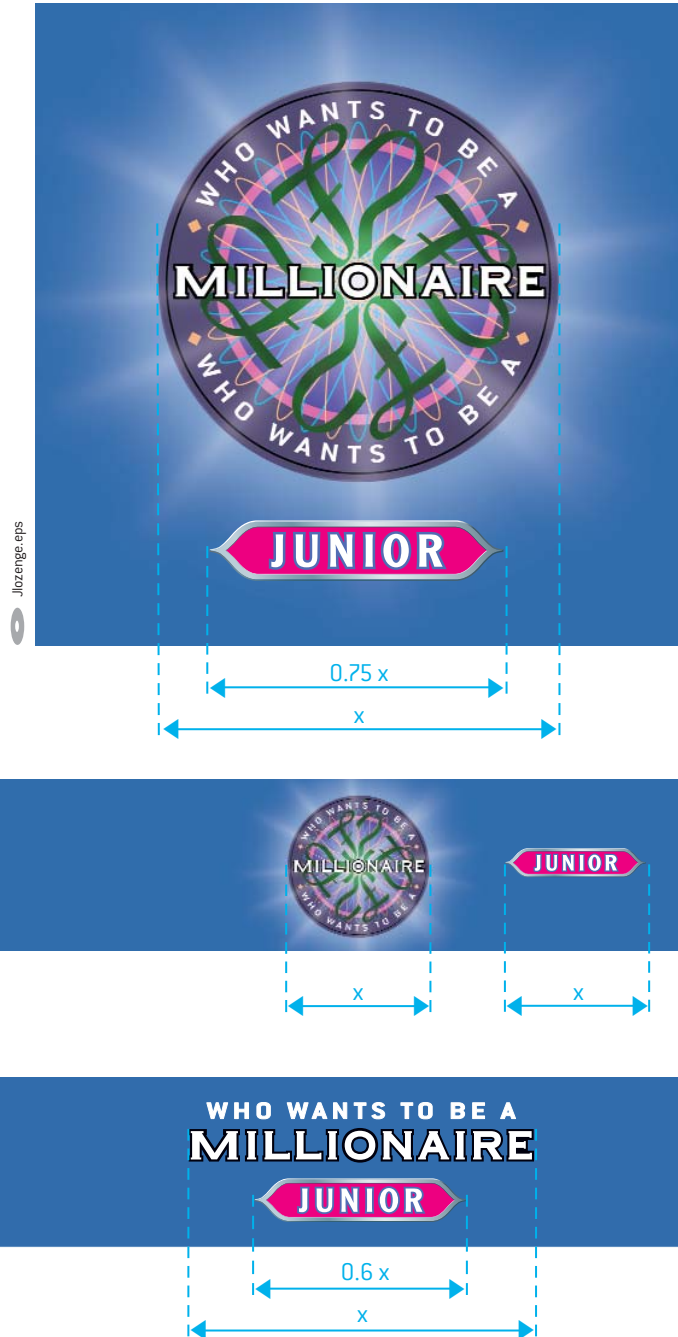 WHO WANTS TO BE A
MILLIONAIRE
WHO WANTS TO BE A
JUNIOR
Jlozenge.eps
0.75 x
x
WHO WANTS TO BE A
MILLIONAIRE
WHO WANTS TO BE A
JUNIOR
x
x
WHO WANTS TO BE A
MILLIONAIRE
JUNIOR
0.6 x
x